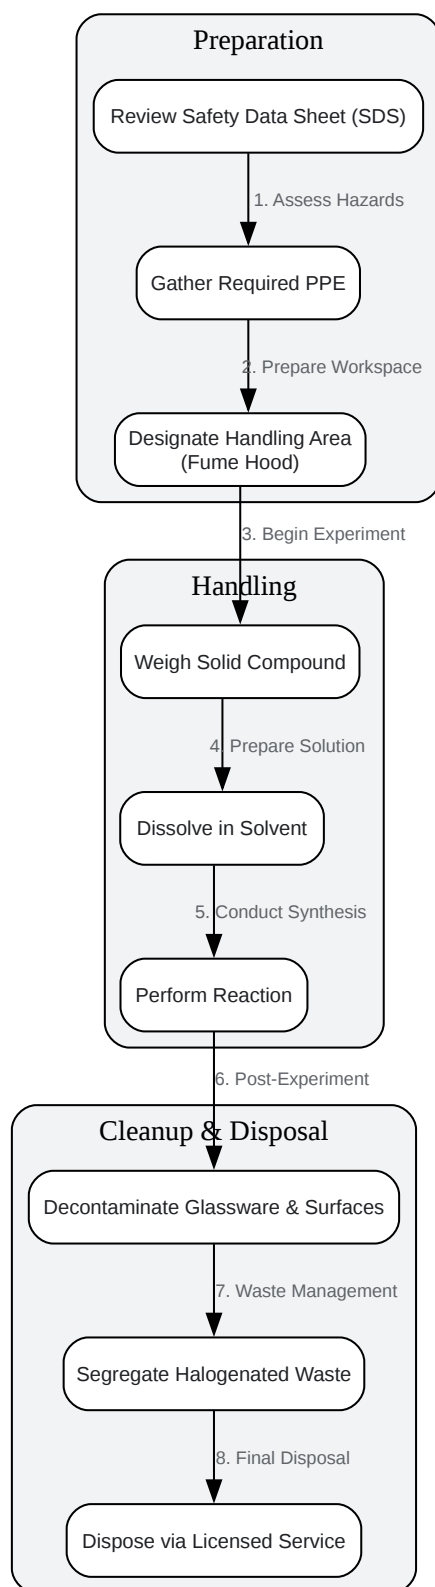 Preparation
Review Safety Data Sheet (SDS)
1. Assess Hazards
Gather Required PPE
2. Prepare Workspace
Designate Handling Area
(Fume Hood)
3. Begin Experiment
Handling
Weigh Solid Compound
4. Prepare Solution
Dissolve in Solvent
5. Conduct Synthesis
Perform Reaction
6. Post-Experiment
Cleanup & Disposal
Decontaminate Glassware & Surfaces
7. Waste Management
Segregate Halogenated Waste
8. Final Disposal
Dispose via Licensed Service